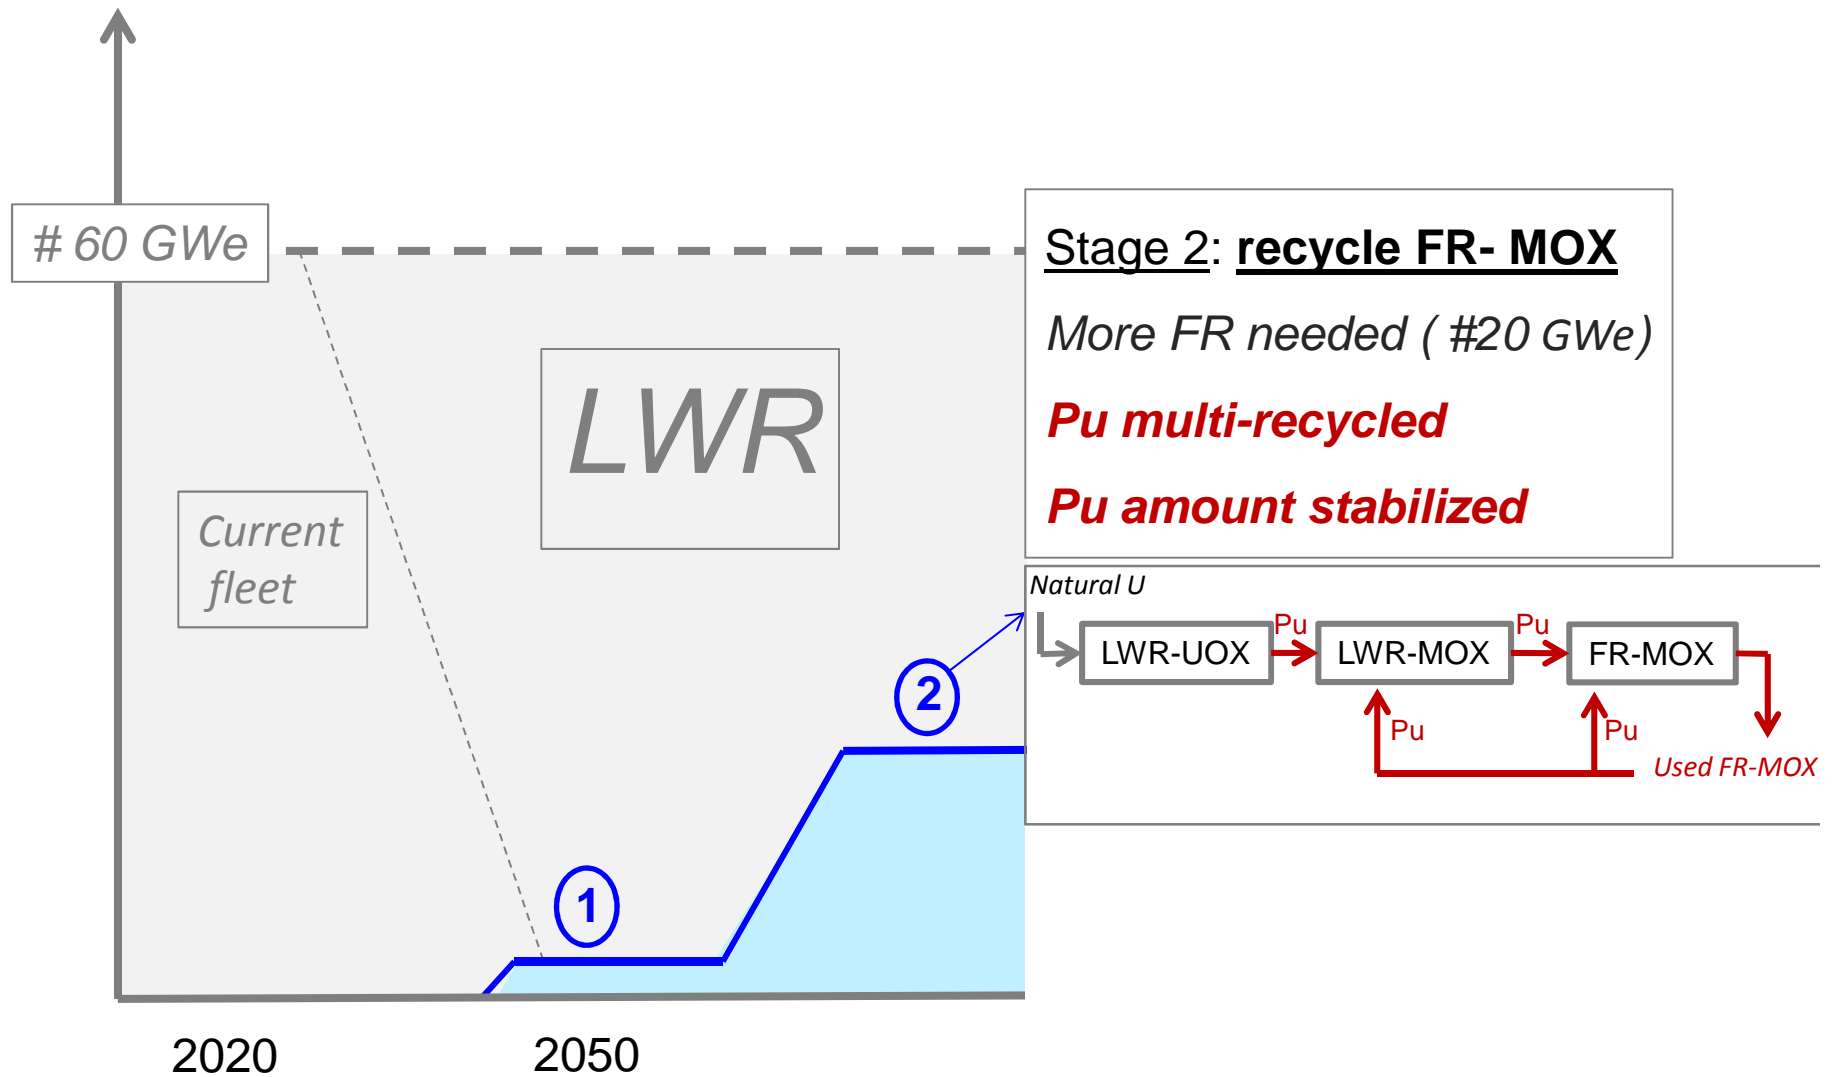 # 60 GWe
Stage 2: recycle FR- MOX
More FR needed ( #20 GWe)
Pu multi-recycled
Pu amount stabilized
LWR
Current
fleet
Natural U
LWR-UOX
Pu
LWR-MOX
Pu
FR-MOX
Pu
Pu
Used FR-MOX
2
1
2020
2050